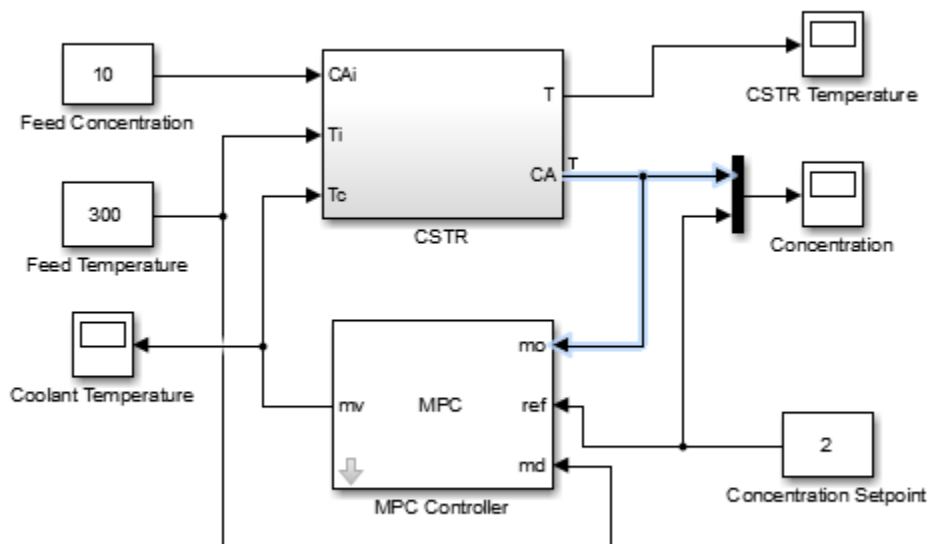 10
Feed Concentration
CAi
Ti
Tc
T
CA
T
CSTR
CSTR Temperature
300
Feed Temperature
Concentration
Coolant Temperature
mv
MPC
mo
ref
md
MPC Controller
2
Concentration Setpoint